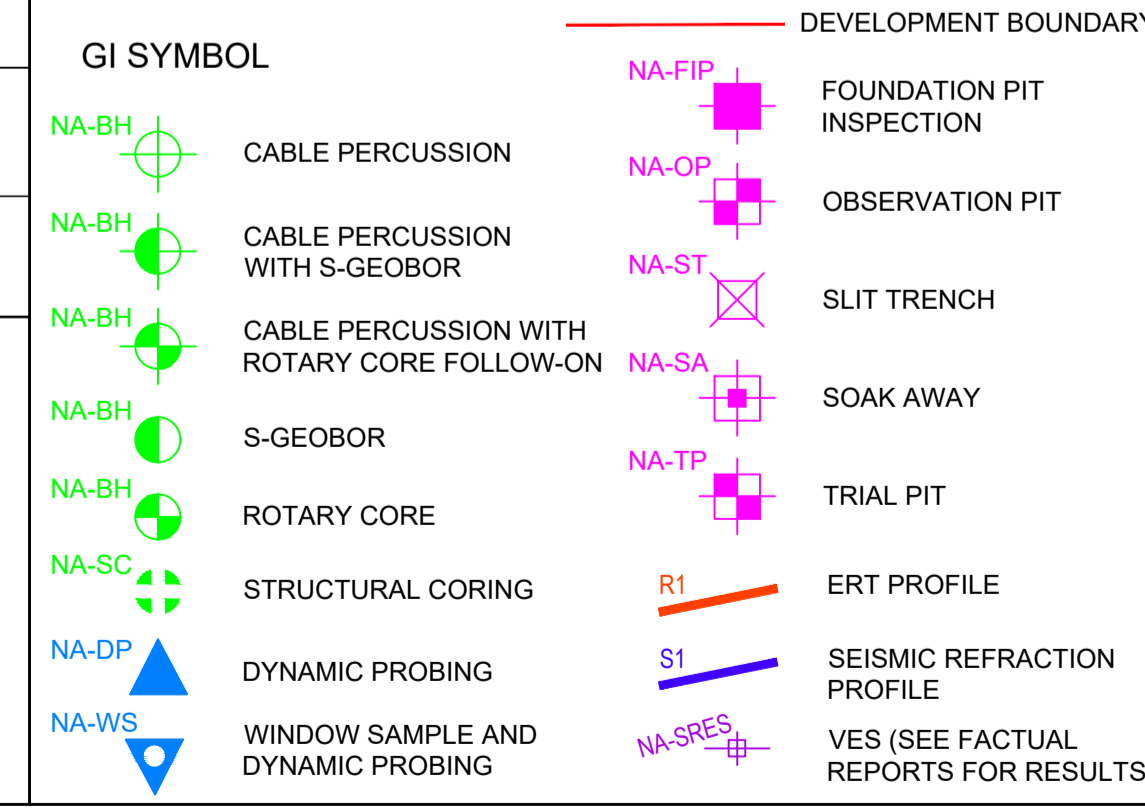 GI SYMBOL
NA-BH
CABLE PERCUSSION
NA-BH
CABLE PERCUSSION
WITH S-GEOBOR
NA-BH
CABLE PERCUSSION WITH
ROTARY CORE FOLLOW-ON
NA-BH
S-GEOBOR
NA-BH
ROTARY CORE
NA-SC
STRUCTURAL CORING
NA-DP
DYNAMIC PROBING
NA-WS
WINDOW SAMPLE AND
DYNAMIC PROBING
DEVELOPMENT BOUNDARY
NA-FIP
FOUNDATION PIT
INSPECTION
NA-OP
OBSERVATION PIT
NA-ST
SLIT TRENCH
NA-SA
SOAK AWAY
NA-TP
TRIAL PIT
R1
ERT PROFILE
S1
SEISMIC REFRACTION
PROFILE
NA-SRES
VES (SEE FACTUAL
REPORTS FOR RESULTS